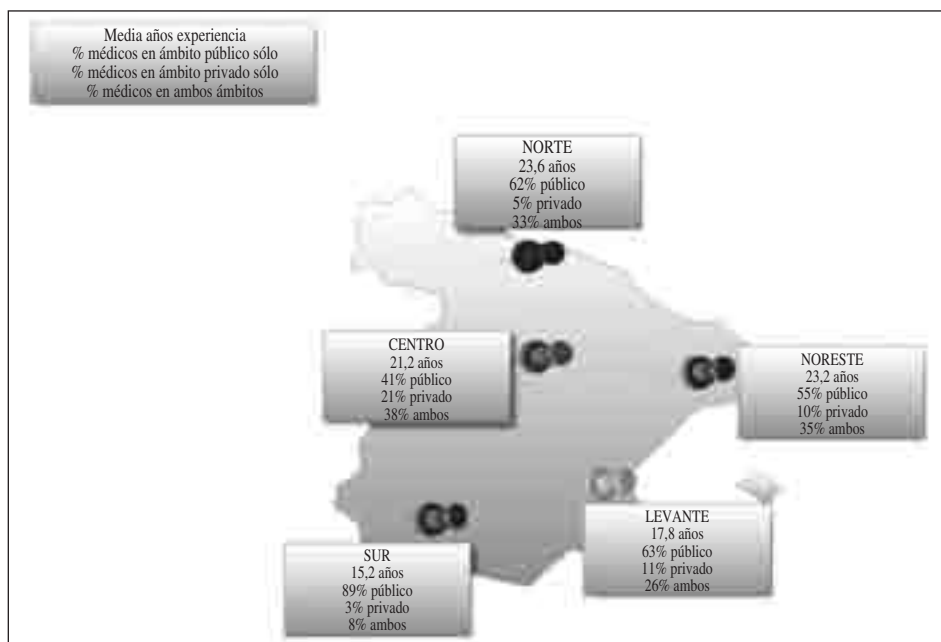 Media años experiencia
% médicos en ámbito público sólo
% médicos en ámbito privado sólo
% médicos en ambos ámbitos
NORTE
23,6 años
62% público
5% privado
33% ambos
CENTRO
21,2 años
41% público
21% privado
38% ambos
NORESTE
23,2 años
55% público
10% privado
35% ambos
LEVANTE
17,8 años
63% público
11% privado
26% ambos
SUR
15,2 años
89% público
3% privado
8% ambos